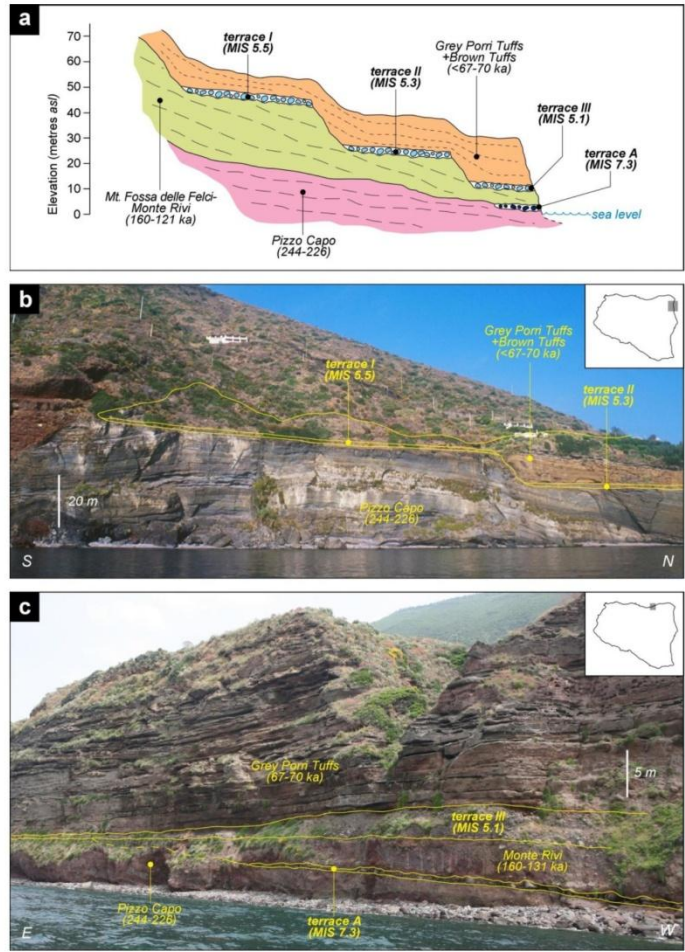 a
Elevation (metres asl)
70
60
50
40
30
20
10
0
terrace I
(MIS 5.5)
terrace II
(MIS 5.3)
Grey Porri Tuffs
+Brown Tuffs
(<67-70 ka)
terrace III
(MIS 5.1)
terrace A
(MIS 7.3)
sea level
Mt. Fossa delle Felci-
Monte Rivi
(160-121 ka)
Pizzo Capo
(244-226)
b
Grey Porri Tuffs
+Brown Tuffs
(<67-70 ka)
terrace I
(MIS 5.5)
terrace II
(MIS 5.3)
20 m
Pizzo Capo
(244-226)
S
N
c
Grey Porri Tuffs
(67-70 ka)
5 m
terrace III
(MIS 5.1)
Monte Rivi
(160-131 ka)
Pizzo Capo
(244-226)
terrace A
(MIS 7.3)
E
W